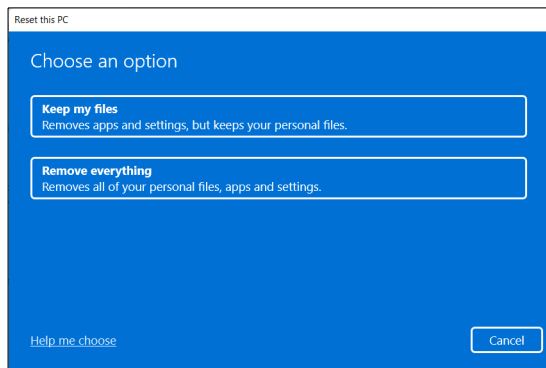 Reset this PC
Choose an option
Keep my files
Removes apps and settings, but keeps your personal files.
Remove everything
Removes all of your personal files, apps and settings.
Help me choose
Cancel